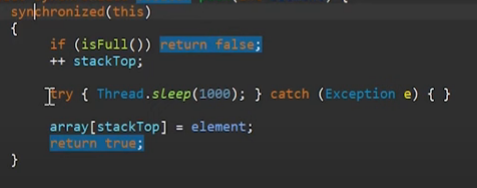 synchronized(this)
{
if (isFull()) return false;
++ stackTop;
try { Thread.sleep(1000); } catch (Exception e) { }
array[stackTop] = element;
return true;
}